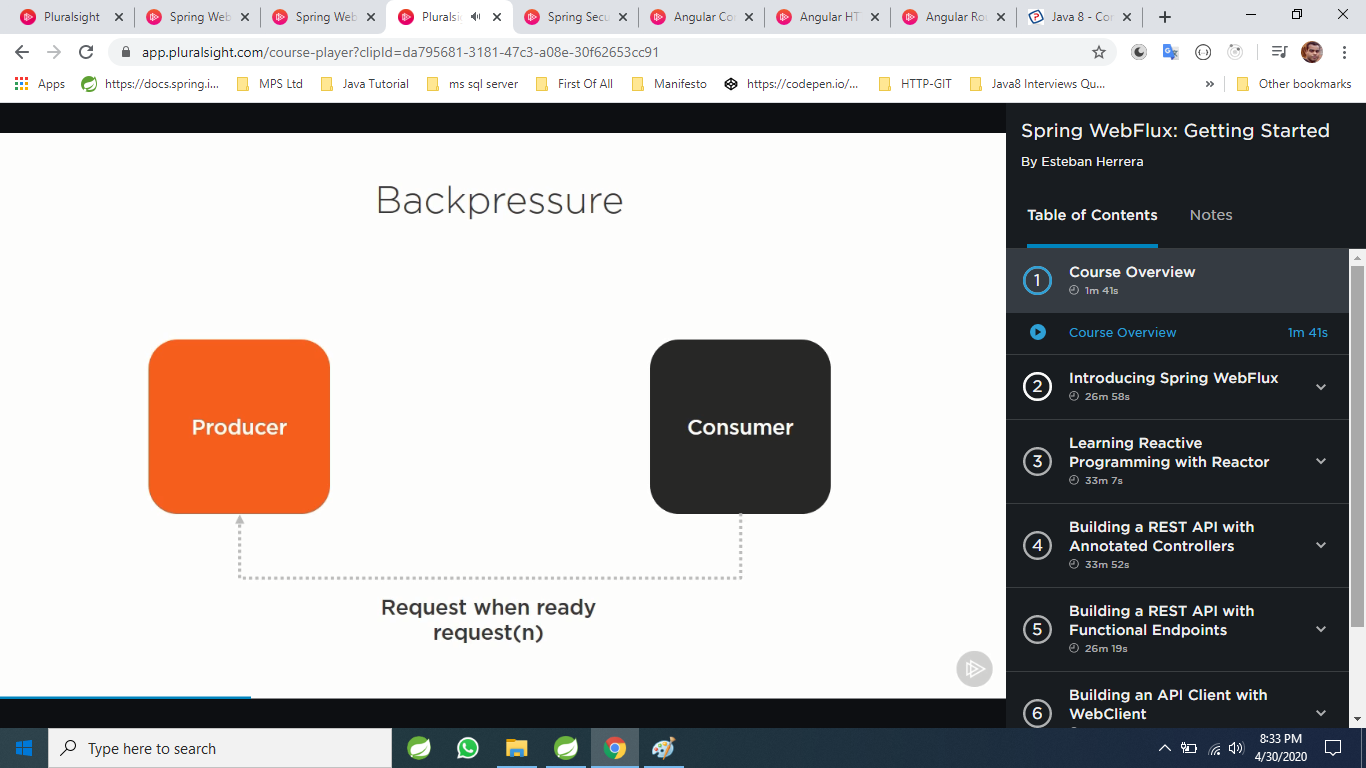 Pluralsight
Spring Web
Spring Web
Pluralsi
Spring Secu
Angular Co
Angular HT
Angular Rou
Java 8 - Cor
app.pluralsight.com/course-player?clipId=da795681-3181-47c3-a08e-30f62653cc91
Apps
https://docs.spring.i...
MPS Ltd
Java Tutorial
ms sql server
First Of All
Manifesto
https://codepen.io/...
HTTP-GIT
Java8 Interviews Qu...
»
Other bookmarks
Backpressure
Producer
Consumer
Request when ready
request(n)
Spring WebFlux: Getting Started
By Esteban Herrera
Table of Contents
Notes
1
Course Overview
1m 41s
Course Overview
1m 41s
2
Introducing Spring WebFlux
26m 58s
3
Learning Reactive
Programming with Reactor
33m 7s
4
Building a REST API with
Annotated Controllers
33m 52s
5
Building a REST API with
Functional Endpoints
26m 19s
6
Building an API Client with
WebClient
Type here to search
8:33 PM
4/30/2020